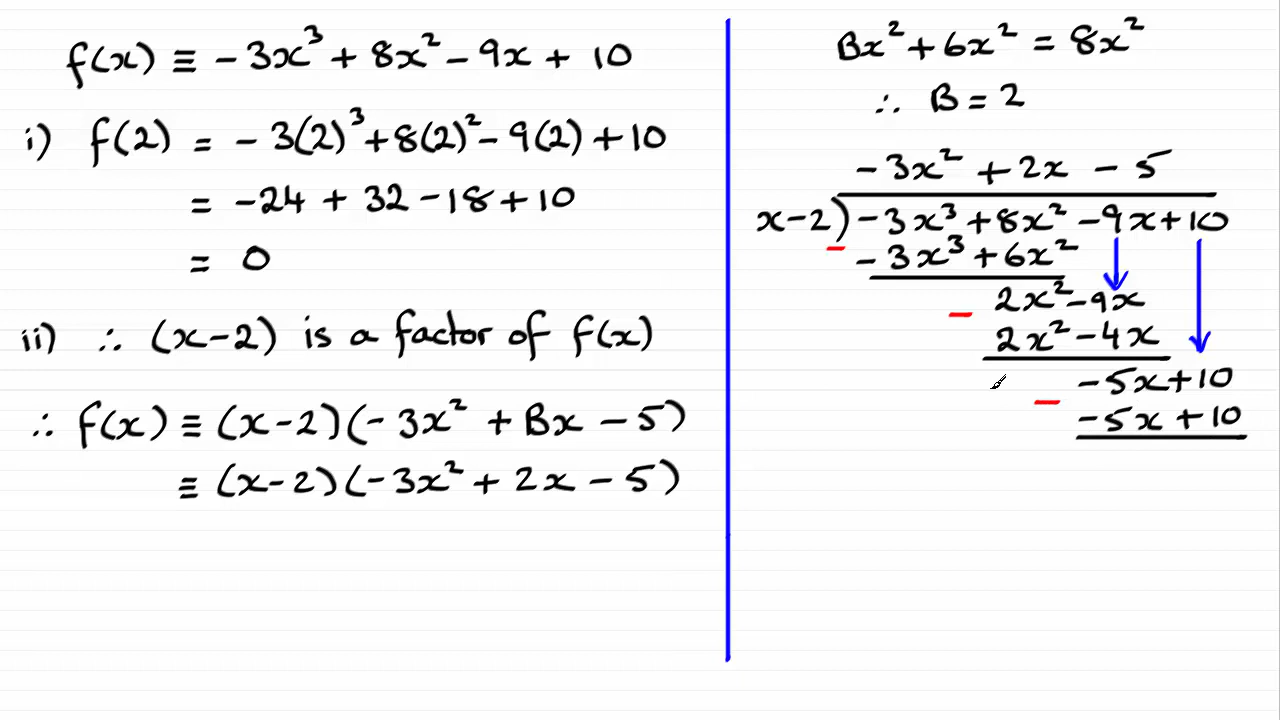 f(x) ≡ -3x³ + 8x² - 9x + 10
i) f(2) = -3(2)³ + 8(2)² - 9(2) + 10
= -24 + 32 - 18 + 10
= 0
ii) ∴ (x-2) is a factor of f(x)
∴ f(x) ≡ (x-2)(-3x² + Bx - 5)
≡ (x-2)(-3x² + 2x - 5)
Bx² + 6x² = 8x²
∴ B = 2
-3x² + 2x - 5
x-2) -3x³ + 8x² - 9x + 10
- -3x³ + 6x²
2x² - 9x
- 2x² - 4x
-5x + 10
- -5x + 10